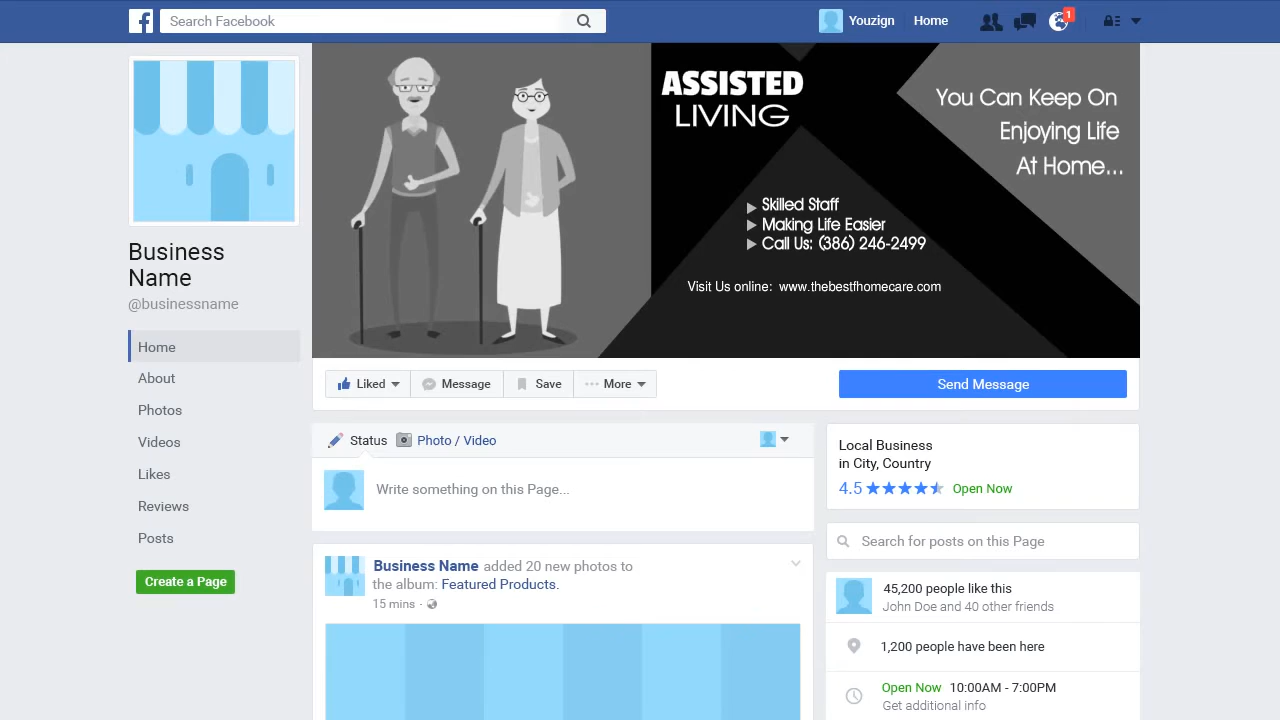 Search Facebook
Youzign Home
1
ASSISTED
LIVING
You Can Keep On
Enjoying Life
At Home...
Skilled Staff
Making Life Easier
Call Us: (386) 246-2499
Visit Us online: www.thebestfhomecare.com
Business
Name
@businessname
Home
About
Photos
Videos
Likes
Reviews
Posts
Create a Page
Liked Message Save More
Send Message
Status Photo / Video
Write something on this Page...
Business Name added 20 new photos to
the album: Featured Products.
15 mins ·
Local Business
in City, Country
4.5 Open Now
Search for posts on this Page
45,200 people like this
John Doe and 40 other friends
1,200 people have been here
Open Now 10:00AM - 7:00PM
Get additional info